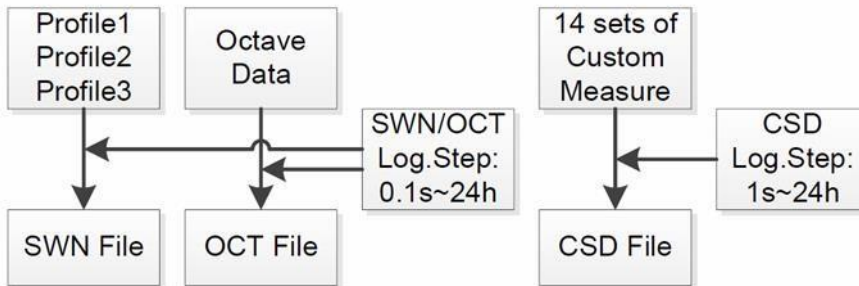 Profile1
Profile2
Profile3
Octave
Data
14 sets of
Custom
Measure
SWN/OCT
Log.Step:
0.1s~24h
CSD
Log.Step:
1s~24h
SWN File
OCT File
CSD File